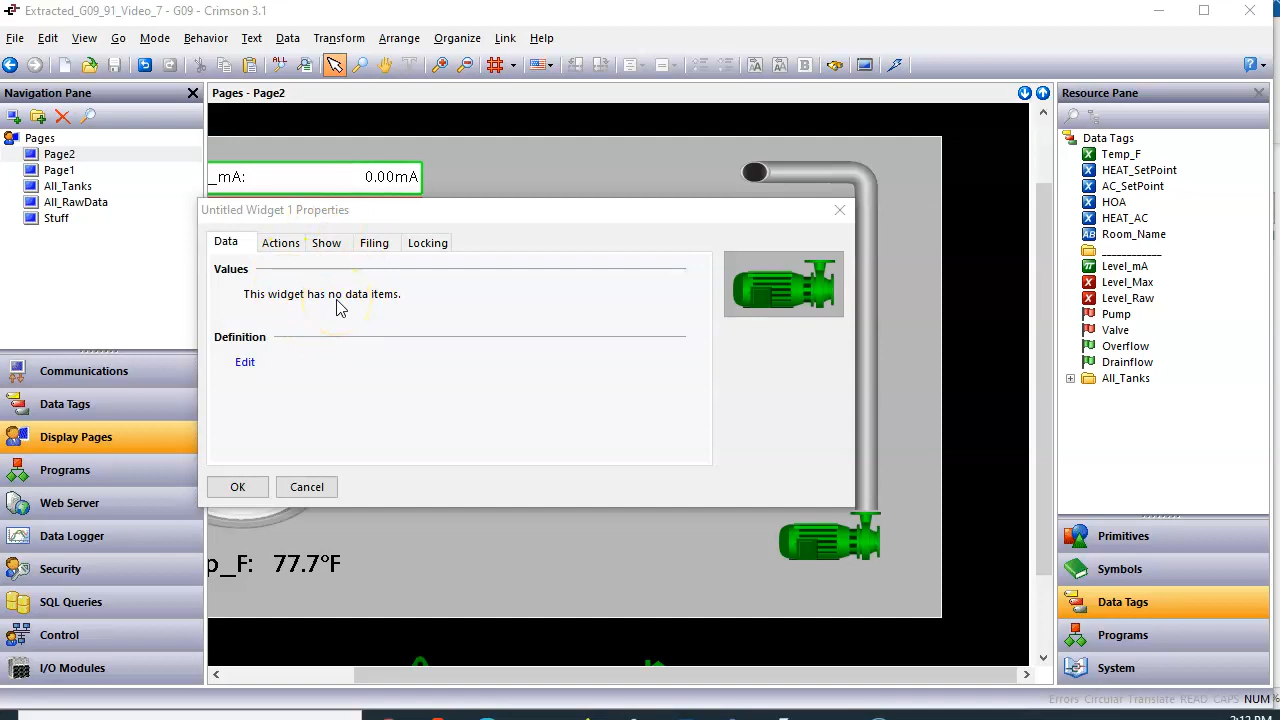 Extracted_G09_91_Video_7 - G09 - Crimson 3.1
File Edit View Go Mode Behavior Text Data Transform Arrange Organize Link Help
Navigation Pane
Pages
Page2
Page1
All_Tanks
All_RawData
Stuff
Communications
Data Tags
Display Pages
Programs
Web Server
Data Logger
Security
SQL Queries
Control
I/O Modules
Pages - Page2
_mA: 0.00mA
Untitled Widget 1 Properties
Data Actions Show Filing Locking
Values
This widget has no data items.
Definition
Edit
OK Cancel
p_F: 77.7°F
Resource Pane
Data Tags
Temp_F
HEAT_SetPoint
AC_SetPoint
HOA
HEAT_AC
Room_Name
____________
Level_mA
Level_Max
Level_Raw
Pump
Valve
Overflow
Drainflow
All_Tanks
Primitives
Symbols
Data Tags
Programs
System
Errors Circular Translate READ CAPS NUM